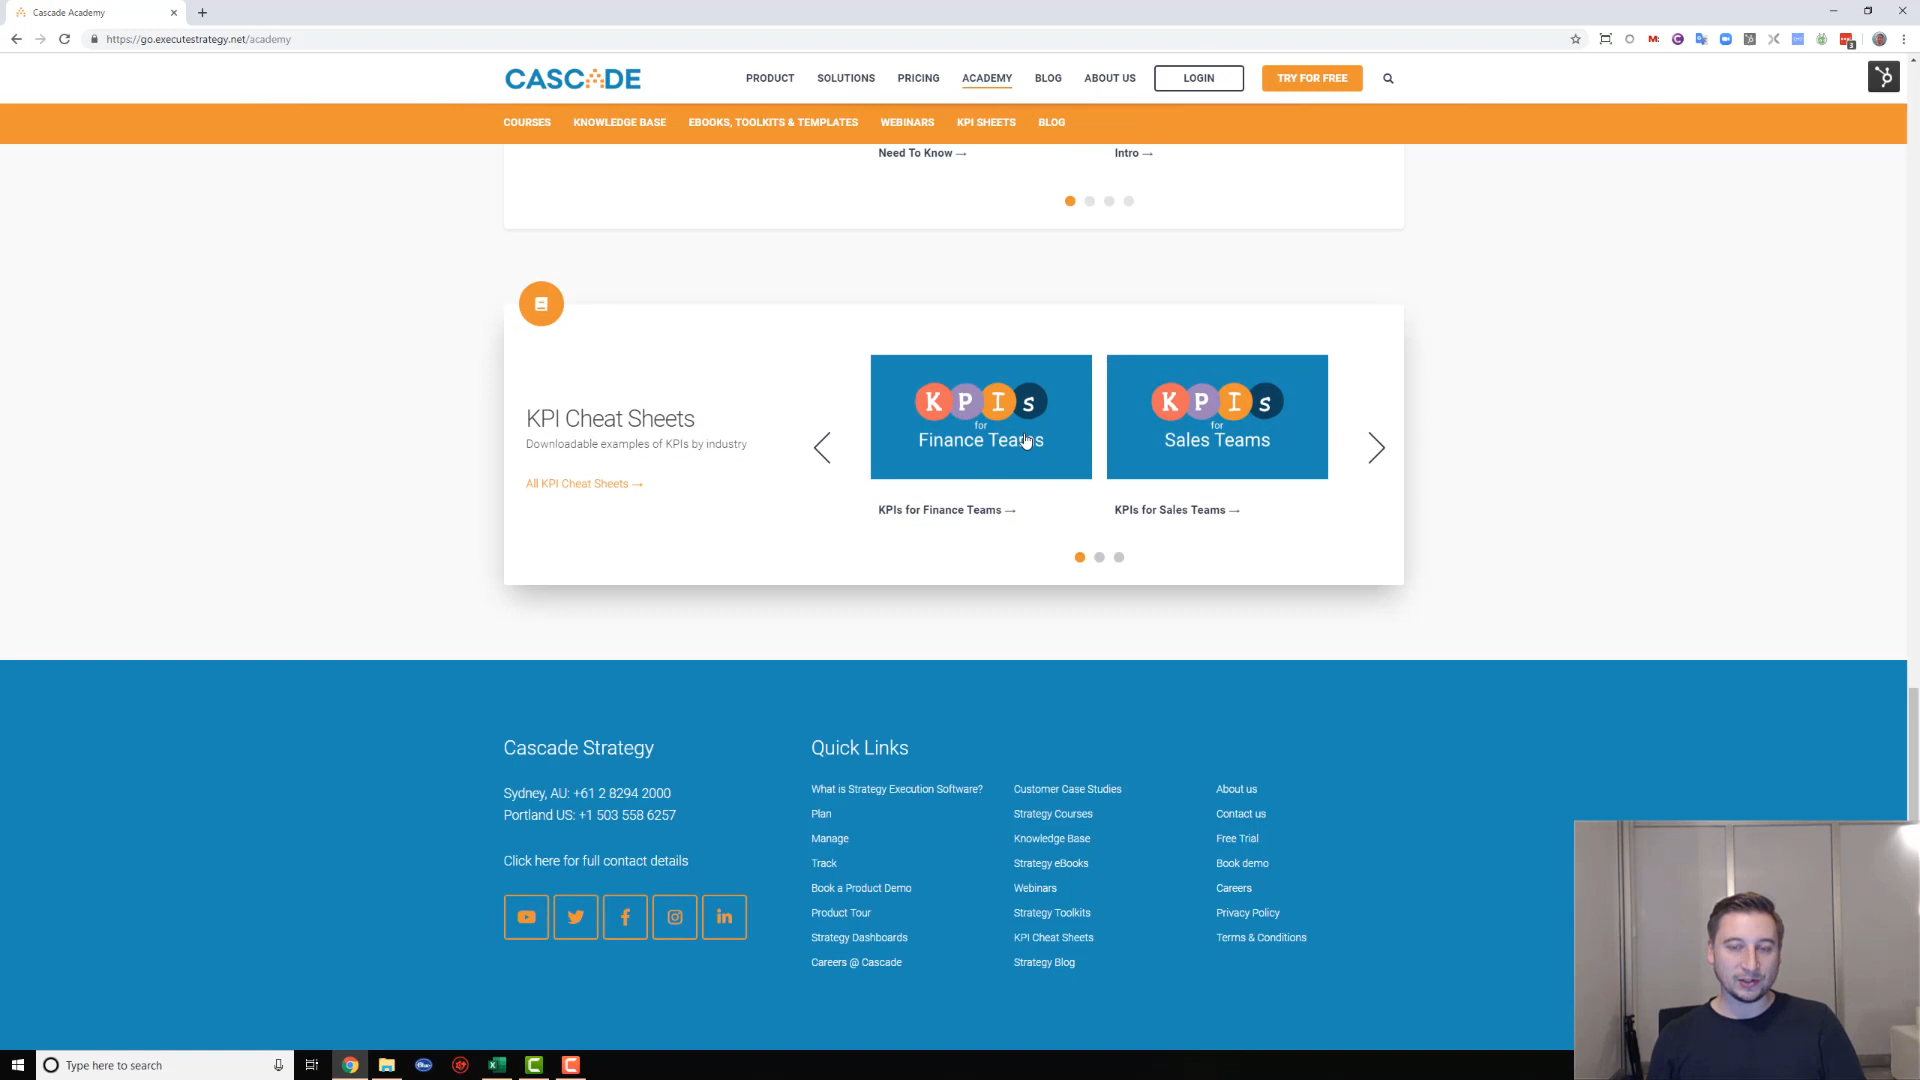 Cascade Academy
https://go.executestrategy.net/academy
3
CASCADE
PRODUCT
SOLUTIONS
PRICING
ACADEMY
BLOG
ABOUT US
LOGIN
TRY FOR FREE
COURSES
KNOWLEDGE BASE
EBOOKS, TOOLKITS & TEMPLATES
WEBINARS
KPI SHEETS
BLOG
Need To Know →
Intro →
KPI Cheat Sheets
Downloadable examples of KPIs by industry
All KPI Cheat Sheets →
KPIs
for
Finance Teams
KPIs for Finance Teams →
KPIs
for
Sales Teams
KPIs for Sales Teams →
Cascade Strategy
Sydney, AU: +61 2 8294 2000
Portland US: +1 503 558 6257
Click here for full contact details
Quick Links
What is Strategy Execution Software?
Plan
Manage
Track
Book a Product Demo
Product Tour
Strategy Dashboards
Careers @ Cascade
Customer Case Studies
Strategy Courses
Knowledge Base
Strategy eBooks
Webinars
Strategy Toolkits
KPI Cheat Sheets
Strategy Blog
About us
Contact us
Free Trial
Book demo
Careers
Privacy Policy
Terms & Conditions
Type here to search